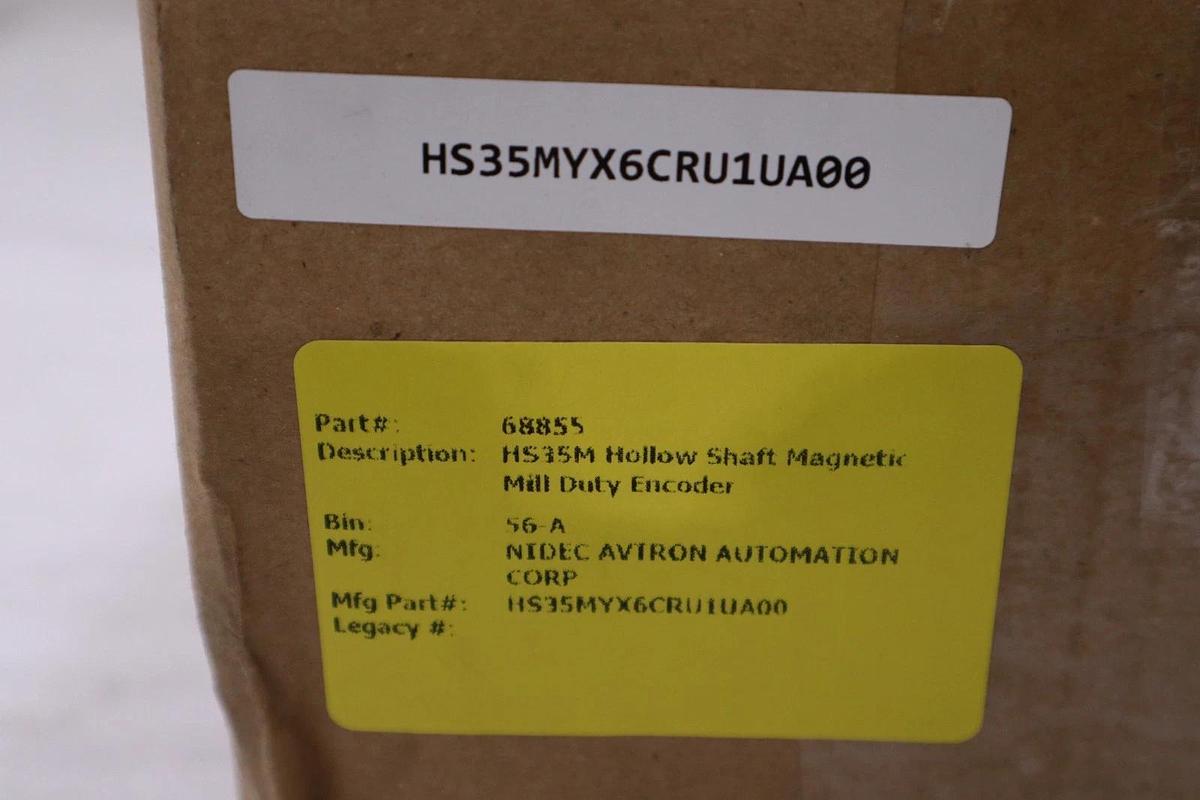 HS35MYX6CRU1UA00
Part#: 68855
Description: HS35M Hollow Shaft Magnetic
Mill Duty Encoder
Bin: 56-A
Mfg: NIDEC AVTRON AUTOMATION
CORP
Mfg Part#: HS35MYX6CRU1UA00
Legacy #: